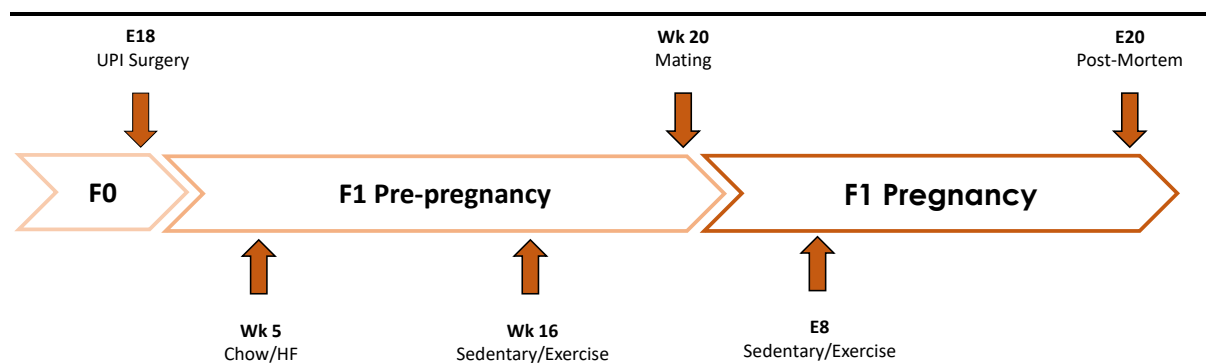 E18
UPI Surgery
Wk 20
Mating
E20
Post-Mortem
F0
F1 Pre-pregnancy
F1 Pregnancy
Wk 5
Chow/HF
Wk 16
Sedentary/Exercise
E8
Sedentary/Exercise